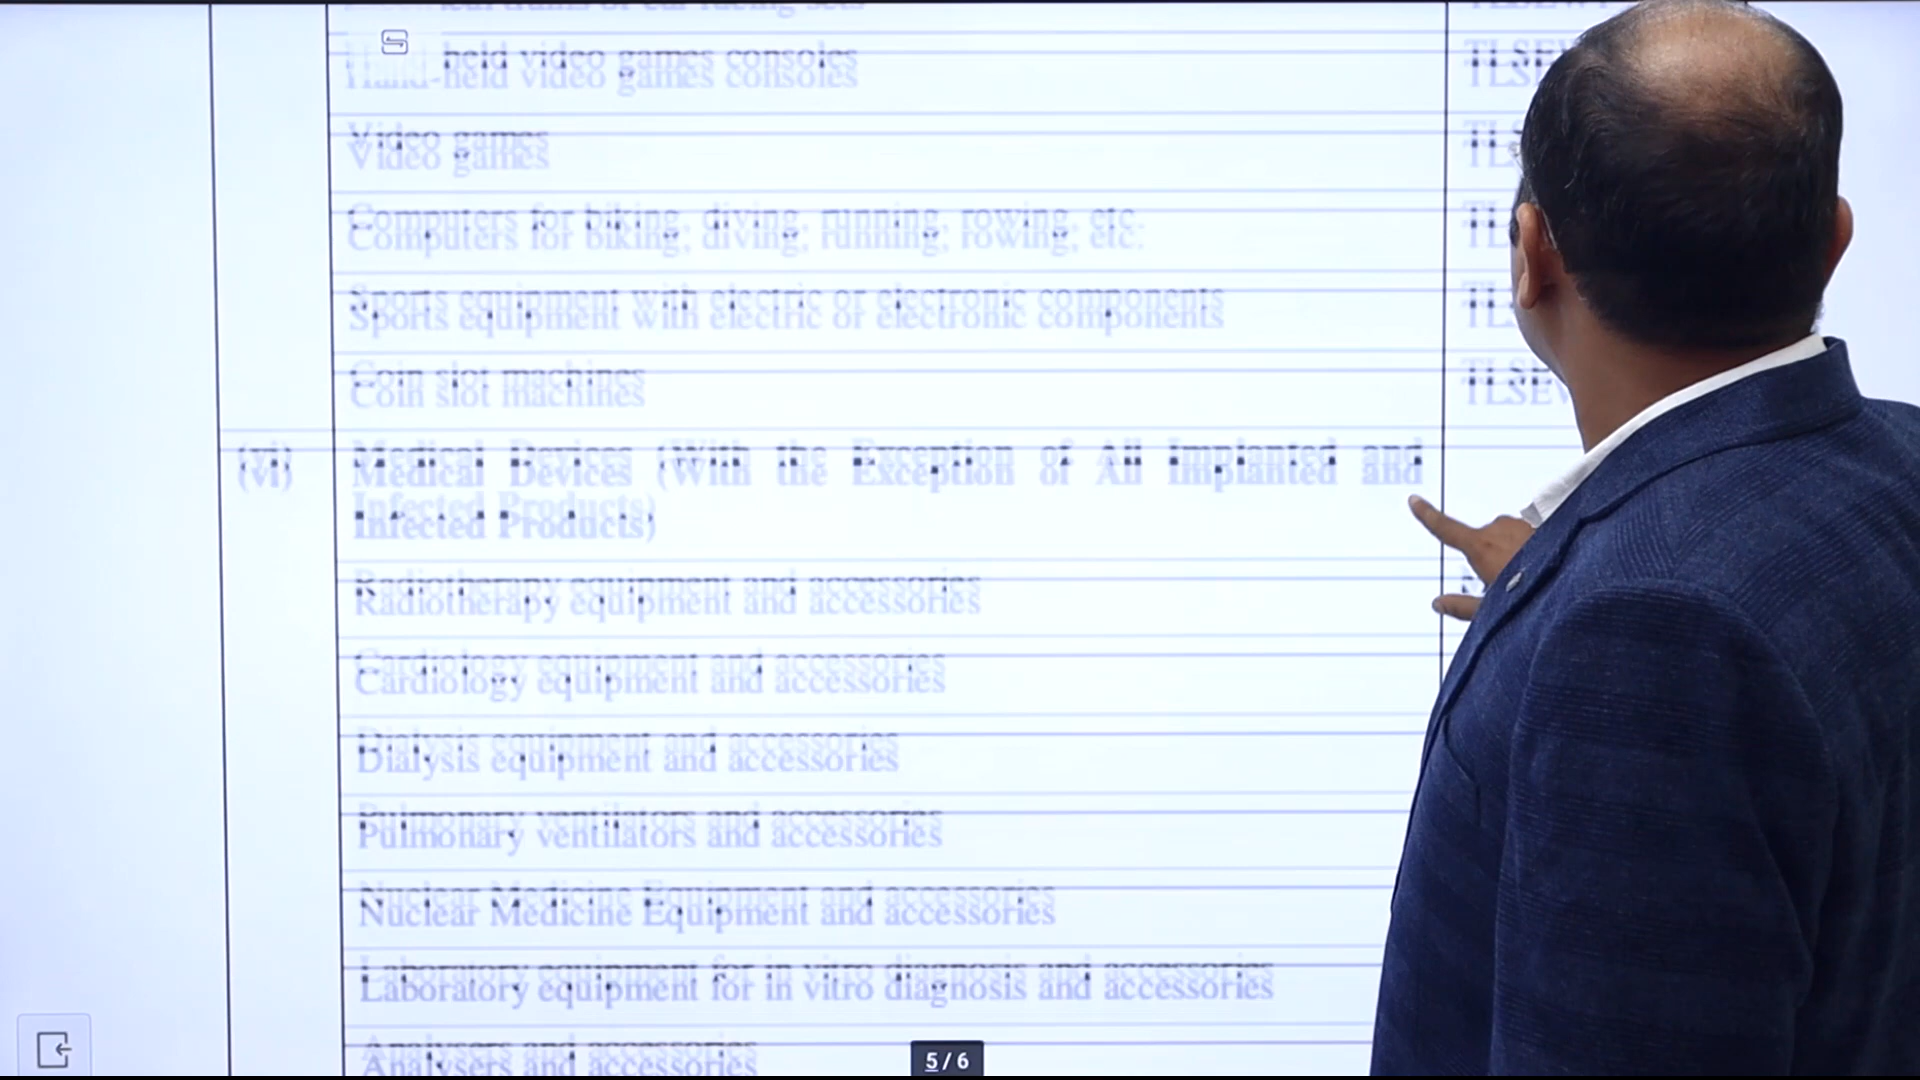 held video games consoles
Video games
Computers for biking, diving, running, rowing, etc.
Sports equipment with electric or electronic components
Coin slot machines
(vi) Medical Devices (With the Exception of All Implanted and
Infected Products)
Radiotherapy equipment and accessories
Cardiology equipment and accessories
Dialysis equipment and accessories
Pulmonary ventilators and accessories
Nuclear Medicine Equipment and accessories
Laboratory equipment for in vitro diagnosis and accessories
Analysers and accessories
5/6